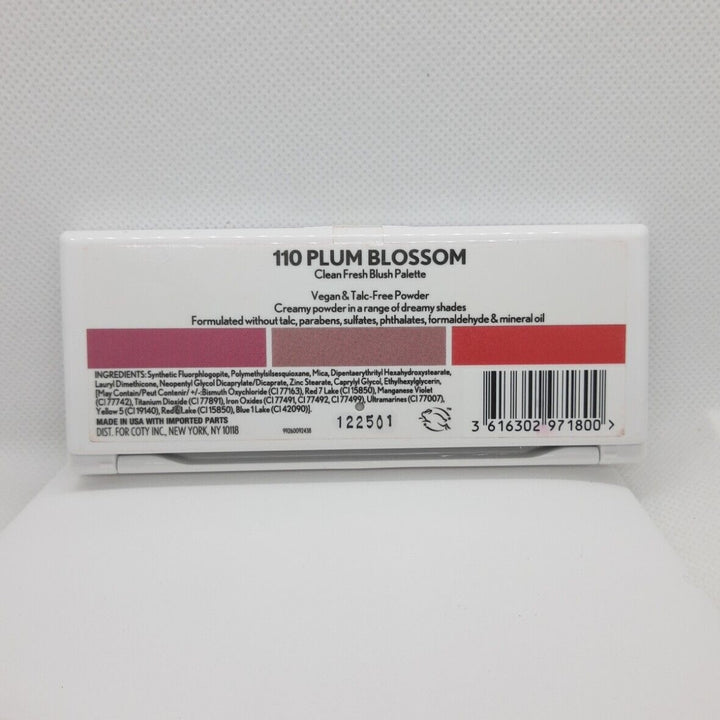 110 PLUM BLOSSOM
Clean Fresh Blush Palette
Vegan & Talc-Free Powder
Creamy powder in a range of dreamy shades
Formulated without talc, parabens, sulfates, phthalates, formaldehyde & mineral oil
INGREDIENTS: Synthetic Fluorphlogopite, Polymethylsilsesquioxane, Mica, Dipentaerythrityl Hexahydroxystearate,
Lauryl Dimethicone, Neopentyl Glycol Dicaprylate/Dicaprate, Zinc Stearate, Caprylyl Glycol, Ethylhexylglycerin,
[May Contain/Peut Contenir/ +/-:Bismuth Oxychloride (CI 77163), Red 7 Lake (CI 15850), Manganese Violet
(CI 77742), Titanium Dioxide (CI 77891), Iron Oxides (CI 77491, CI 77492, CI 77499), Ultramarines (CI 77007),
Yellow 5 (CI 19140), Red Lake (CI 15850), Blue 1 Lake (CI 42090)].
MADE IN USA WITH IMPORTED PARTS
DIST. FOR COTY INC., NEW YORK, NY 10118
99260092438
122501
3 616302 971800 >